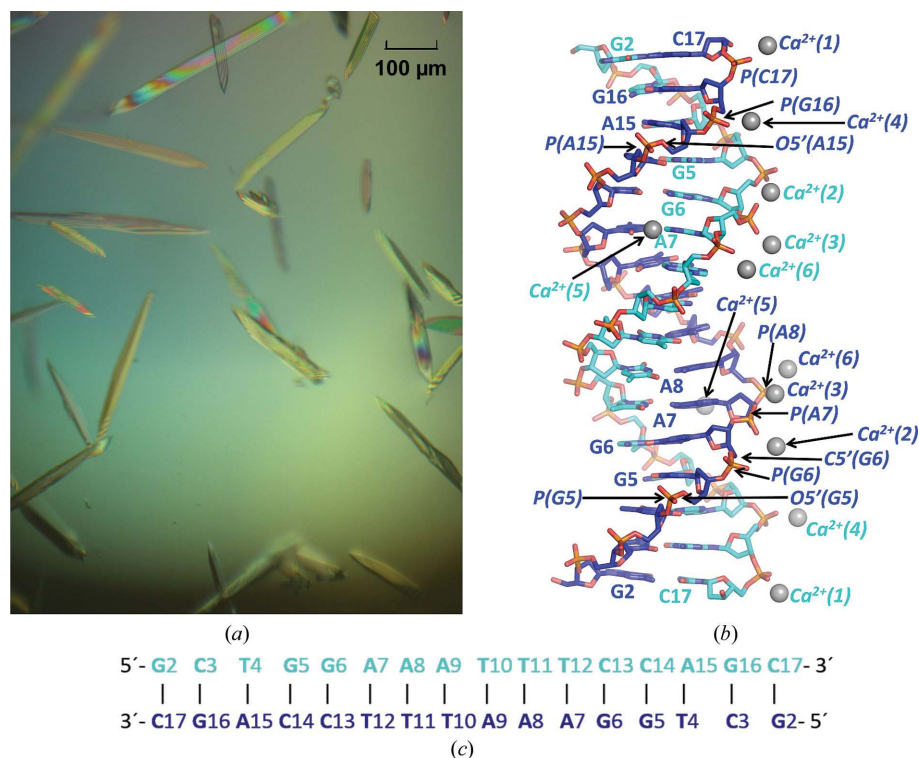 100 μm
(a)
G2
C17
Ca²⁺(1)
P(C17)
G16
P(G16)
A15
Ca²⁺(4)
P(A15)
O5'(A15)
G5
G6
Ca²⁺(2)
A7
Ca²⁺(3)
Ca²⁺(5)
Ca²⁺(6)
Ca²⁺(5)
P(A8)
Ca²⁺(6)
A8
Ca²⁺(3)
A7
P(A7)
G6
Ca²⁺(2)
C5'(G6)
G5
P(G6)
P(G5)
O5'(G5)
Ca²⁺(4)
G2
C17
Ca²⁺(1)
(b)
5´- G2 C3 T4 G5 G6 A7 A8 A9 T10 T11 T12 C13 C14 A15 G16 C17- 3´
3´- C17 G16 A15 C14 C13 T12 T11 T10 A9 A8 A7 G6 G5 T4 C3 G2- 5´
(c)